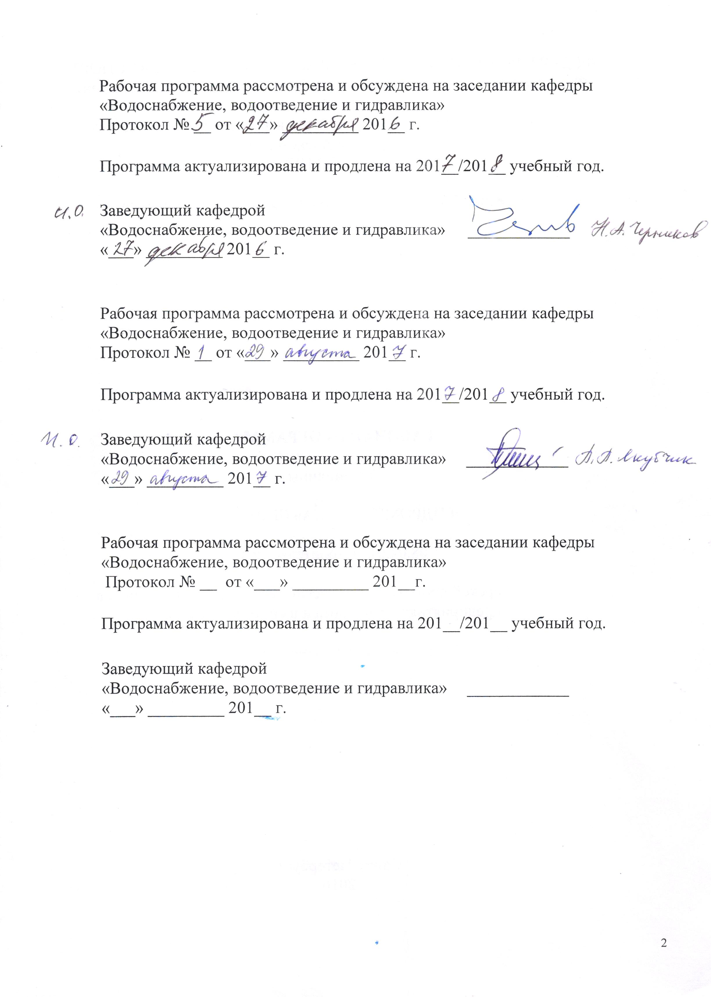 Рабочая программа рассмотрена и обсуждена на заседании кафедры
«Водоснабжение, водоотведение и гидравлика»
Протокол № 5 от «27» декабря 2016 г.
Программа актуализирована и продлена на 2017/2018 учебный год.
и.о. Заведующий кафедрой
«Водоснабжение, водоотведение и гидравлика» Н.А. Черников
«27» декабря 2016 г.
Рабочая программа рассмотрена и обсуждена на заседании кафедры
«Водоснабжение, водоотведение и гидравлика»
Протокол № 1 от «29» августа 2017 г.
Программа актуализирована и продлена на 2017/2018 учебный год.
И.о. Заведующий кафедрой
«Водоснабжение, водоотведение и гидравлика» Якубчик
«29» августа 2017 г.
Рабочая программа рассмотрена и обсуждена на заседании кафедры
«Водоснабжение, водоотведение и гидравлика»
Протокол № __ от «___» _________ 201__г.
Программа актуализирована и продлена на 201__/201__ учебный год.
Заведующий кафедрой
«Водоснабжение, водоотведение и гидравлика» ____________
«___» _________ 201__ г.
2